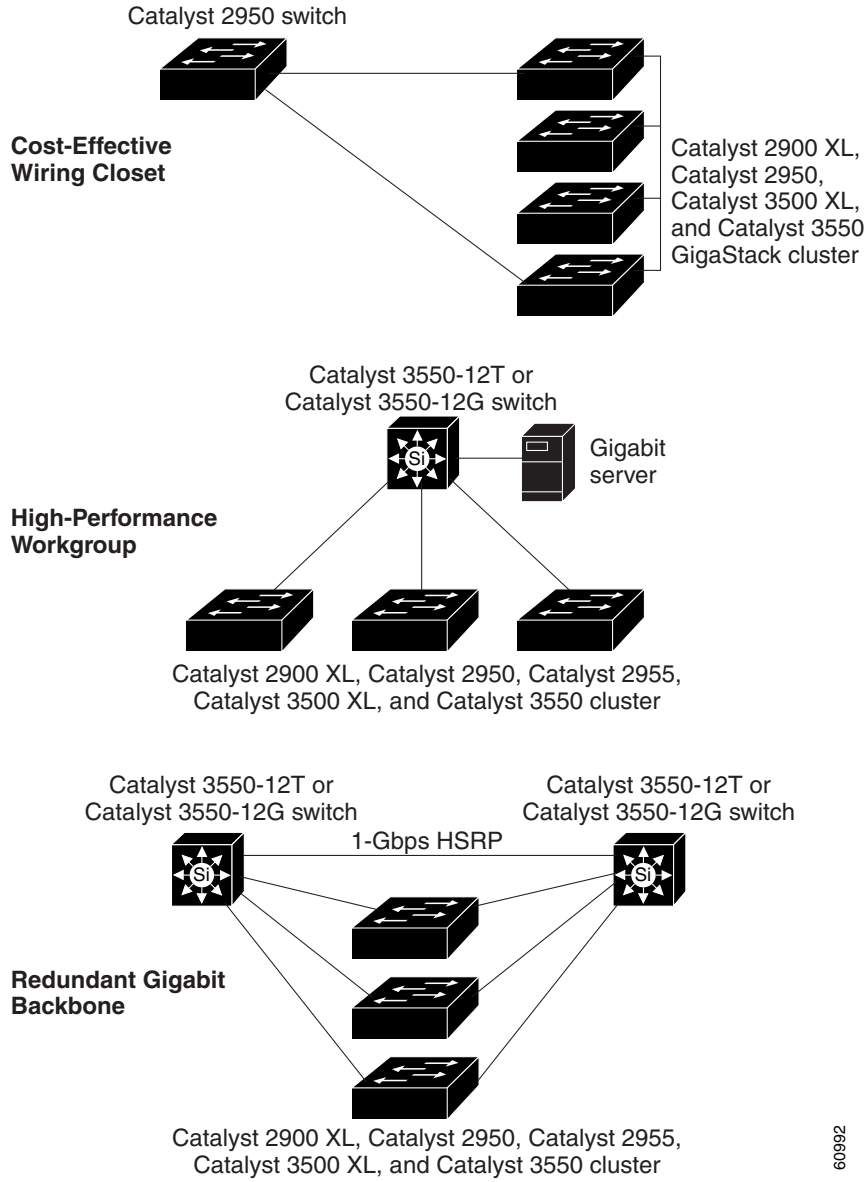 Catalyst 2950 switch
Cost-Effective
Wiring Closet
Catalyst 2900 XL,
Catalyst 2950,
Catalyst 3500 XL,
and Catalyst 3550
GigaStack cluster
Catalyst 3550-12T or
Catalyst 3550-12G switch
Si
Gigabit
server
High-Performance
Workgroup
Catalyst 2900 XL, Catalyst 2950, Catalyst 2955,
Catalyst 3500 XL, and Catalyst 3550 cluster
Catalyst 3550-12T or
Catalyst 3550-12G switch
Catalyst 3550-12T or
Catalyst 3550-12G switch
1-Gbps HSRP
Si
Si
Redundant Gigabit
Backbone
Catalyst 2900 XL, Catalyst 2950, Catalyst 2955,
Catalyst 3500 XL, and Catalyst 3550 cluster
60992